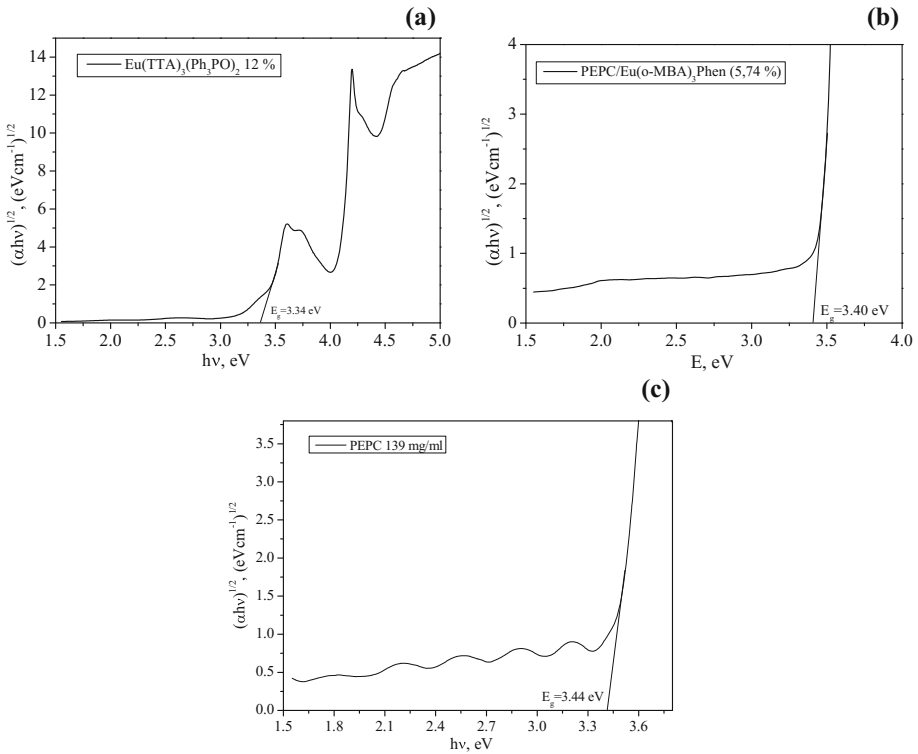 (a)
Eu(TTA)₃(Ph₃PO)₂ 12 %
(αhν)^1/2, (eVcm⁻¹)^1/2
14
12
10
8
6
4
2
0
E_g=3.34 eV
1.5 2.0 2.5 3.0 3.5 4.0 4.5 5.0
hν, eV
(b)
PEPC/Eu(o-MBA)₃Phen (5,74 %)
(αhν)^1/2, (eVcm⁻¹)^1/2
4
3
2
1
0
E_g=3.40 eV
1.5 2.0 2.5 3.0 3.5 4.0
E, eV
(c)
PEPC 139 mg/ml
(αhν)^1/2, (eVcm⁻¹)^1/2
3.5
3.0
2.5
2.0
1.5
1.0
0.5
0.0
E_g=3.44 eV
1.5 1.8 2.1 2.4 2.7 3.0 3.3 3.6
hν, eV